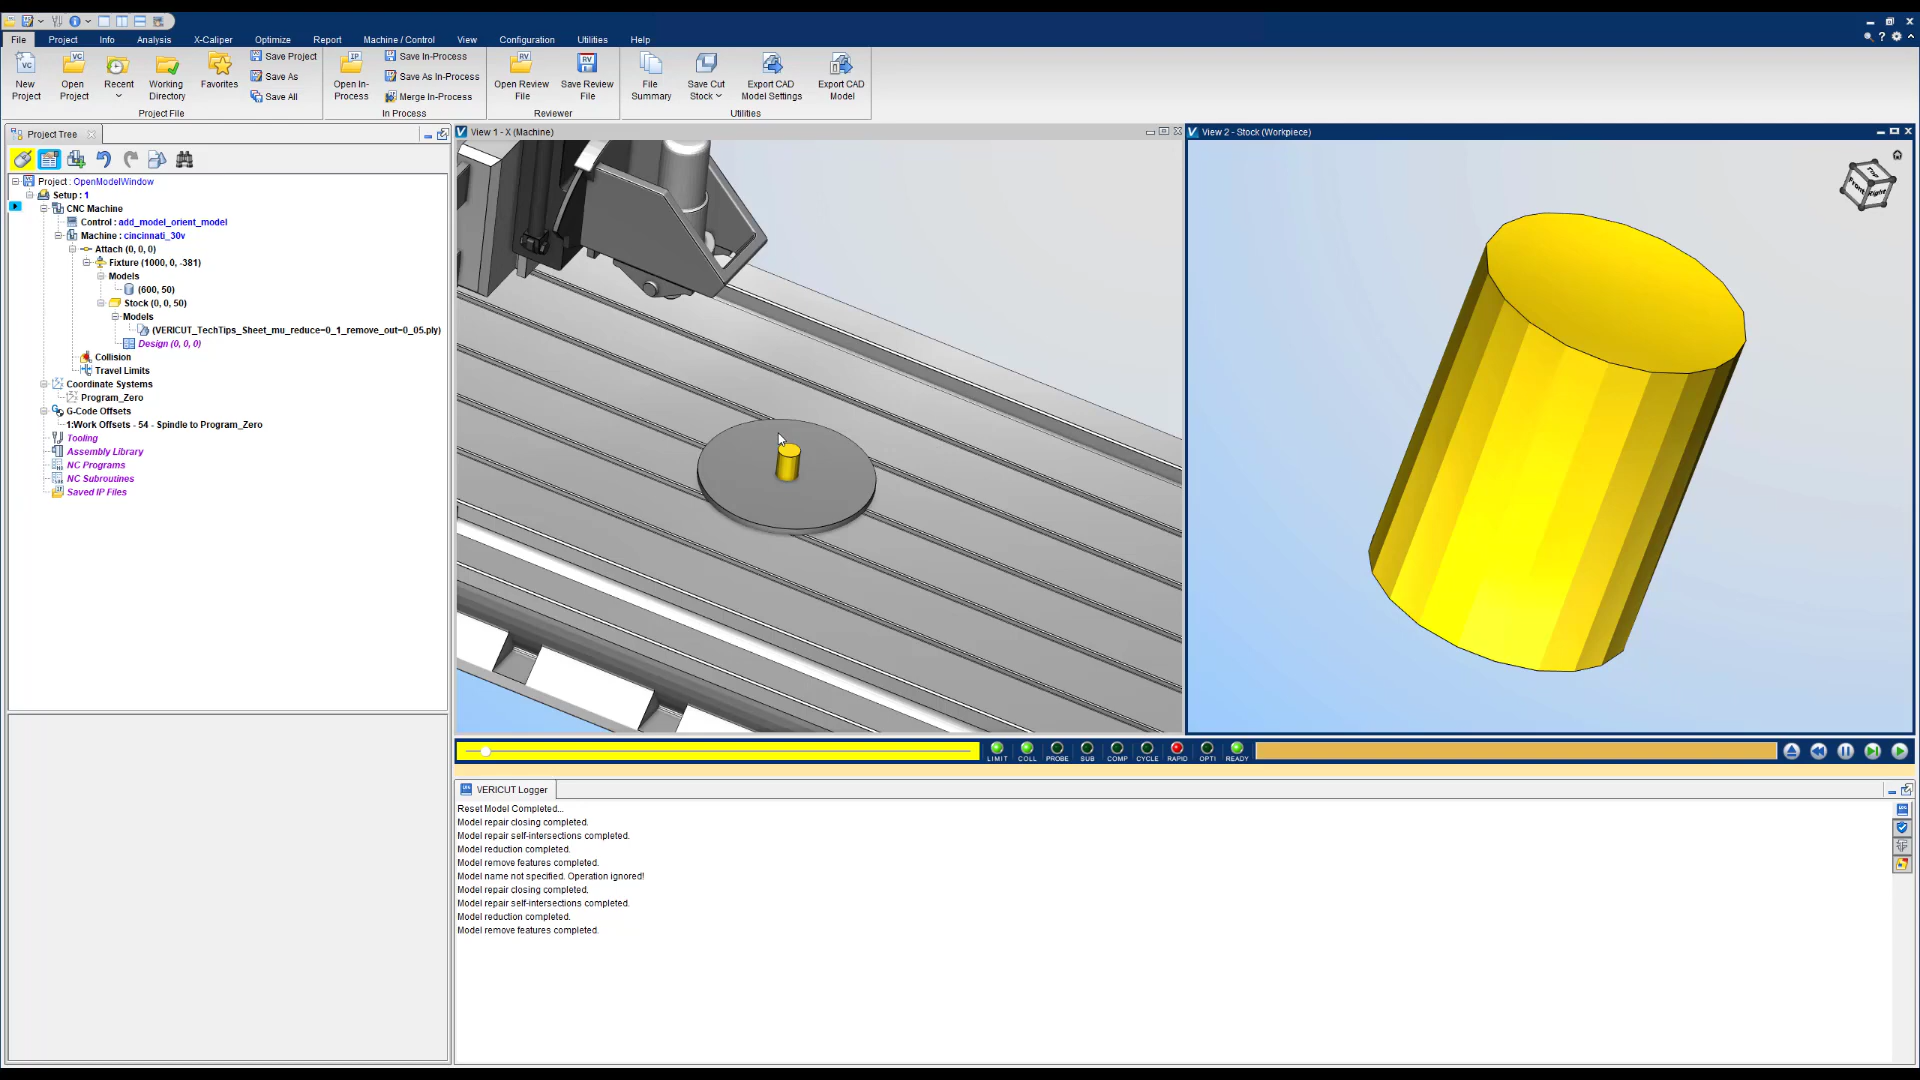 File Project Info Analysis X-Caliper Optimize Report Machine / Control View Configuration Utilities Help
New Project
Open Project
Recent
Working Directory
Favorites
Save Project
Save As
Save All
Project File
Open In-Process
Save In-Process
Save As In-Process
Merge In-Process
In Process
Open Review File
Save Review File
Reviewer
File Summary
Save Cut Stock
Export CAD Model Settings
Export CAD Model
Utilities
Project Tree
Project : OpenModelWindow
Setup : 1
CNC Machine
Control : add_model_orient_model
Machine : cincinnati_30v
Attach (0, 0, 0)
Fixture (1000, 0, -381)
Models
(600, 50)
Stock (0, 0, 50)
Models
(VERICUT_TechTips_Sheet_mu_reduce=0_1_remove_out=0_05.ply)
Design (0, 0, 0)
Collision
Travel Limits
Coordinate Systems
Program_Zero
G-Code Offsets
1:Work Offsets - 54 - Spindle to Program_Zero
Tooling
Assembly Library
NC Programs
NC Subroutines
Saved IP Files
View 1 - X (Machine)
View 2 - Stock (Workpiece)
TOP
Front
Right
LIMIT COLL PROBE SUB COMP CYCLE RAPID OPTI READY
VERICUT Logger
Reset Model Completed...
Model repair closing completed.
Model repair self-intersections completed.
Model reduction completed.
Model remove features completed.
Model name not specified. Operation ignored!
Model repair closing completed.
Model repair self-intersections completed.
Model reduction completed.
Model remove features completed.